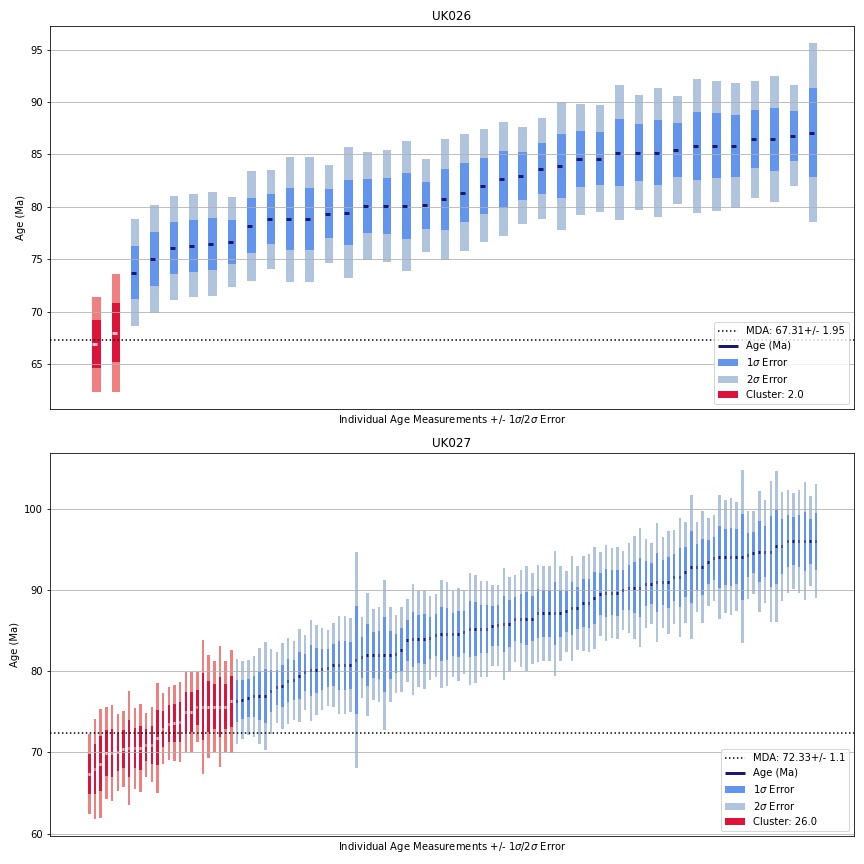 UK026
95
90
85
80
75
70
65
Age (Ma)
MDA: 67.31+/- 1.95
Age (Ma)
1σ Error
2σ Error
Cluster: 2.0
Individual Age Measurements +/- 1σ/2σ Error
UK027
100
90
80
70
60
Age (Ma)
MDA: 72.33+/- 1.1
Age (Ma)
1σ Error
2σ Error
Cluster: 26.0
Individual Age Measurements +/- 1σ/2σ Error